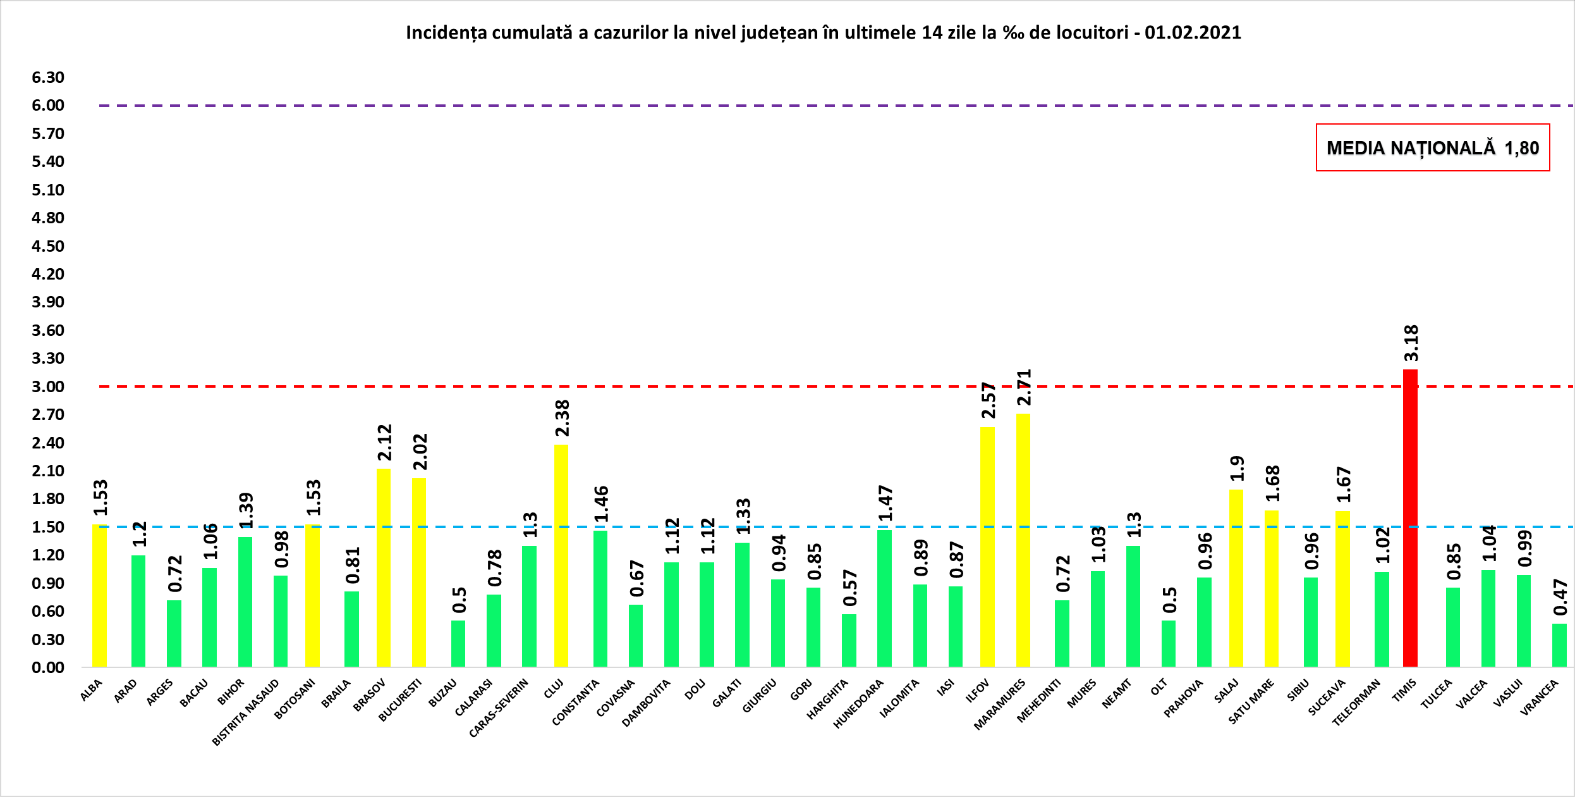 Incidența cumulată a cazurilor la nivel județean în ultimele 14 zile la ‰ de locuitori - 01.02.2021
6.30
6.00
5.70
5.40
5.10
4.80
4.50
4.20
3.90
3.60
3.30
3.00
2.70
2.40
2.10
1.80
1.50
1.20
0.90
0.60
0.30
0.00
MEDIA NAȚIONALĂ 1,80
1.53
1.2
0.72
1.06
1.39
0.98
1.53
0.81
2.12
2.02
0.5
0.78
1.3
2.38
1.46
0.67
1.12
1.12
1.33
0.94
0.85
0.57
1.47
0.89
0.87
2.57
2.71
0.72
1.03
1.3
0.5
0.96
1.9
1.68
0.96
1.67
1.02
3.18
0.85
1.04
0.99
0.47
ALBA
ARAD
ARGES
BACAU
BIHOR
BISTRITA NASAUD
BOTOSANI
BRAILA
BRASOV
BUCURESTI
BUZAU
CALARASI
CARAS-SEVERIN
CLUJ
CONSTANTA
COVASNA
DAMBOVITA
DOLJ
GALATI
GIURGIU
GORJ
HARGHITA
HUNEDOARA
IALOMITA
IASI
ILFOV
MARAMURES
MEHEDINTI
MURES
NEAMT
OLT
PRAHOVA
SALAJ
SATU MARE
SIBIU
SUCEAVA
TELEORMAN
TIMIS
TULCEA
VALCEA
VASLUI
VRANCEA